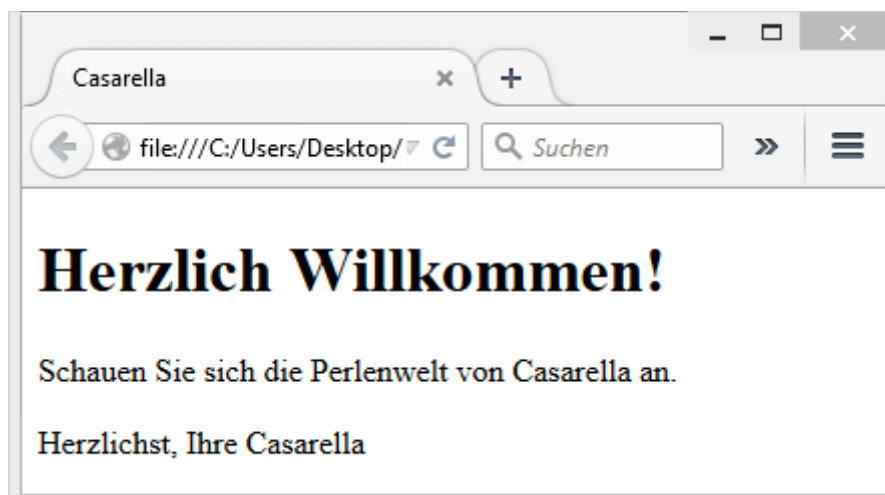 Casarella
file:///C:/Users/Desktop/
Suchen
Herzlich Willkommen!
Schauen Sie sich die Perlenwelt von Casarella an.
Herzlichst, Ihre Casarella